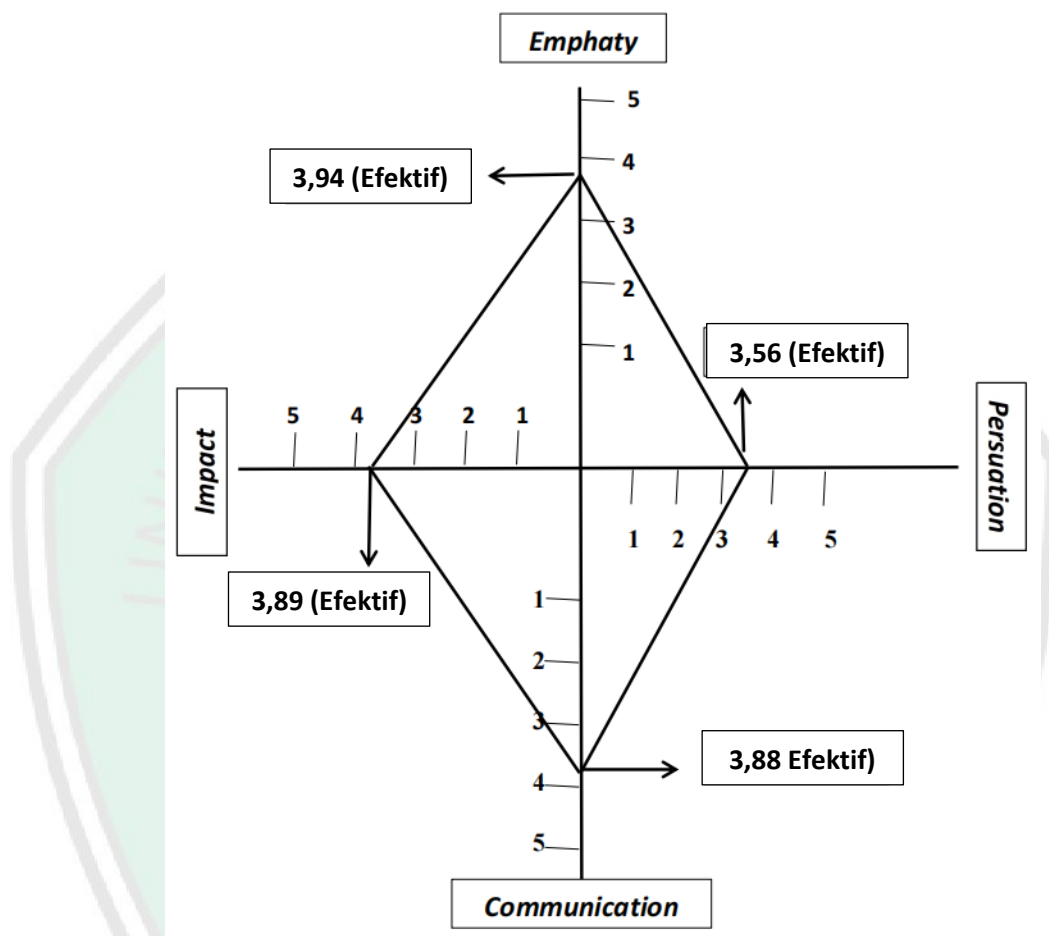 Emphaty
5
4
3,94 (Efektif)
3
2
1
3,56 (Efektif)
Impact
5 4 3 2 1
Persuation
1 2 3 4 5
3,89 (Efektif)
1
2
3
3,88 Efektif)
4
5
Communication